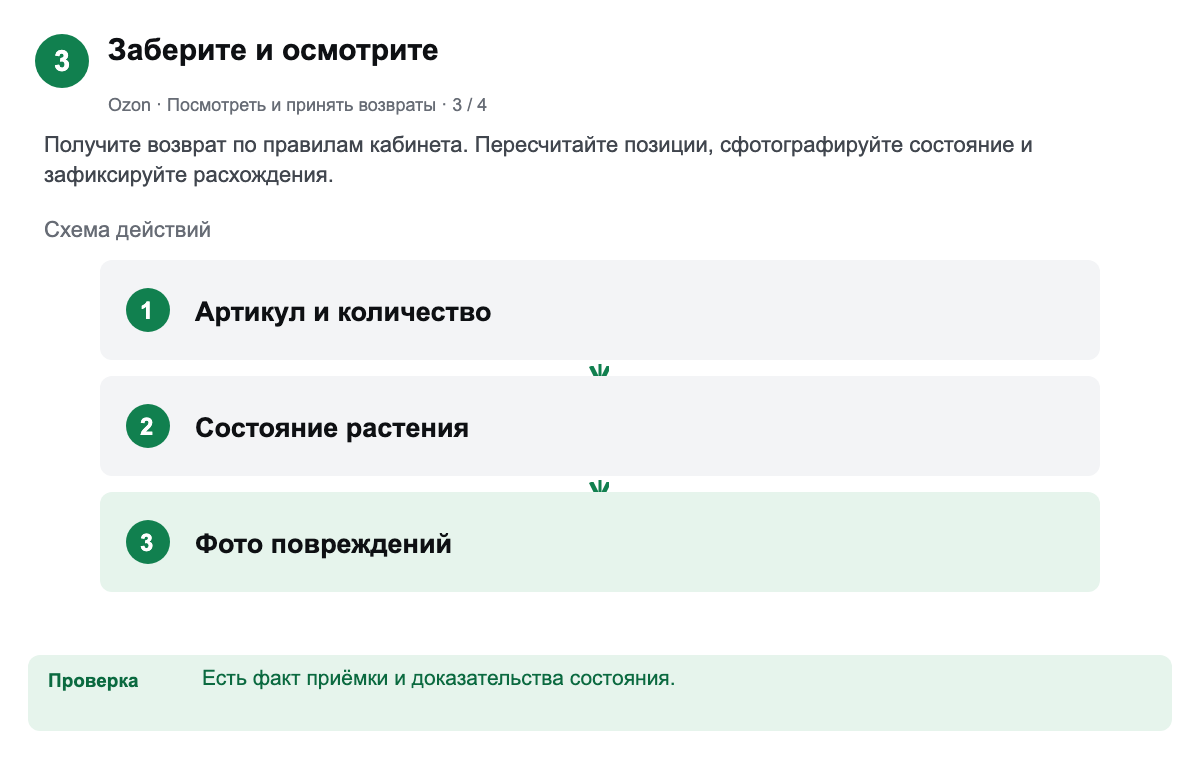 3
Заберите и осмотрите
Ozon · Посмотреть и принять возвраты · 3 / 4
Получите возврат по правилам кабинета. Пересчитайте позиции, сфотографируйте состояние и
зафиксируйте расхождения.
Схема действий
1 Артикул и количество
2 Состояние растения
3 Фото повреждений
Проверка Есть факт приёмки и доказательства состояния.